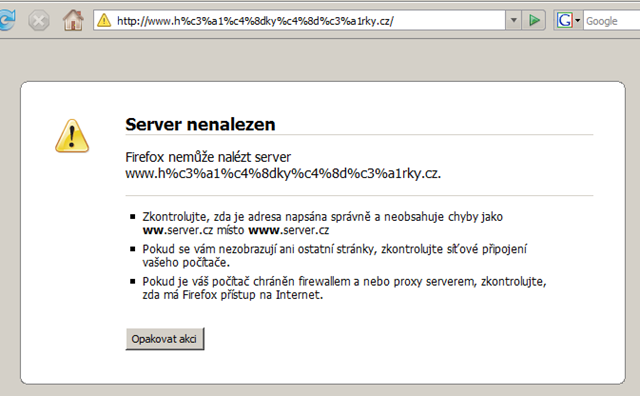 http://www.h%c3%a1%c4%8dky%c4%8d%c3%a1rky.cz/
G
Google
Server nenalezen
Firefox nemůže nalézt server
www.h%c3%a1%c4%8dky%c4%8d%c3%a1rky.cz.
Zkontrolujte, zda je adresa napsána správně a neobsahuje chyby jako
ww.server.cz místo www.server.cz
Pokud se vám nezobrazují ani ostatní stránky, zkontrolujte síťové připojení
vašeho počítače.
Pokud je váš počítač chráněn firewallem a nebo proxy serverem, zkontrolujte,
zda má Firefox přístup na Internet.
Opakovat akci